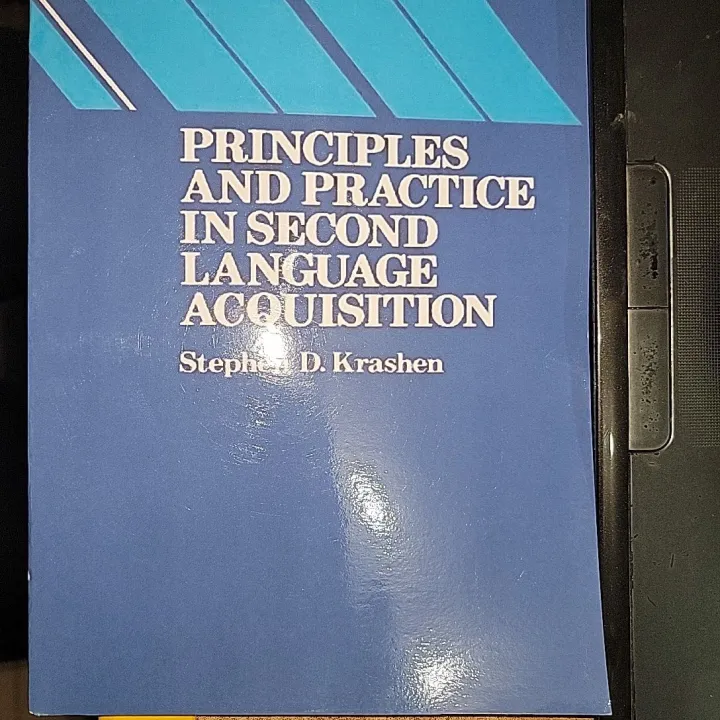 PRINCIPLES
AND PRACTICE
IN SECOND
LANGUAGE
ACQUISITION
Stephen D. Krashen